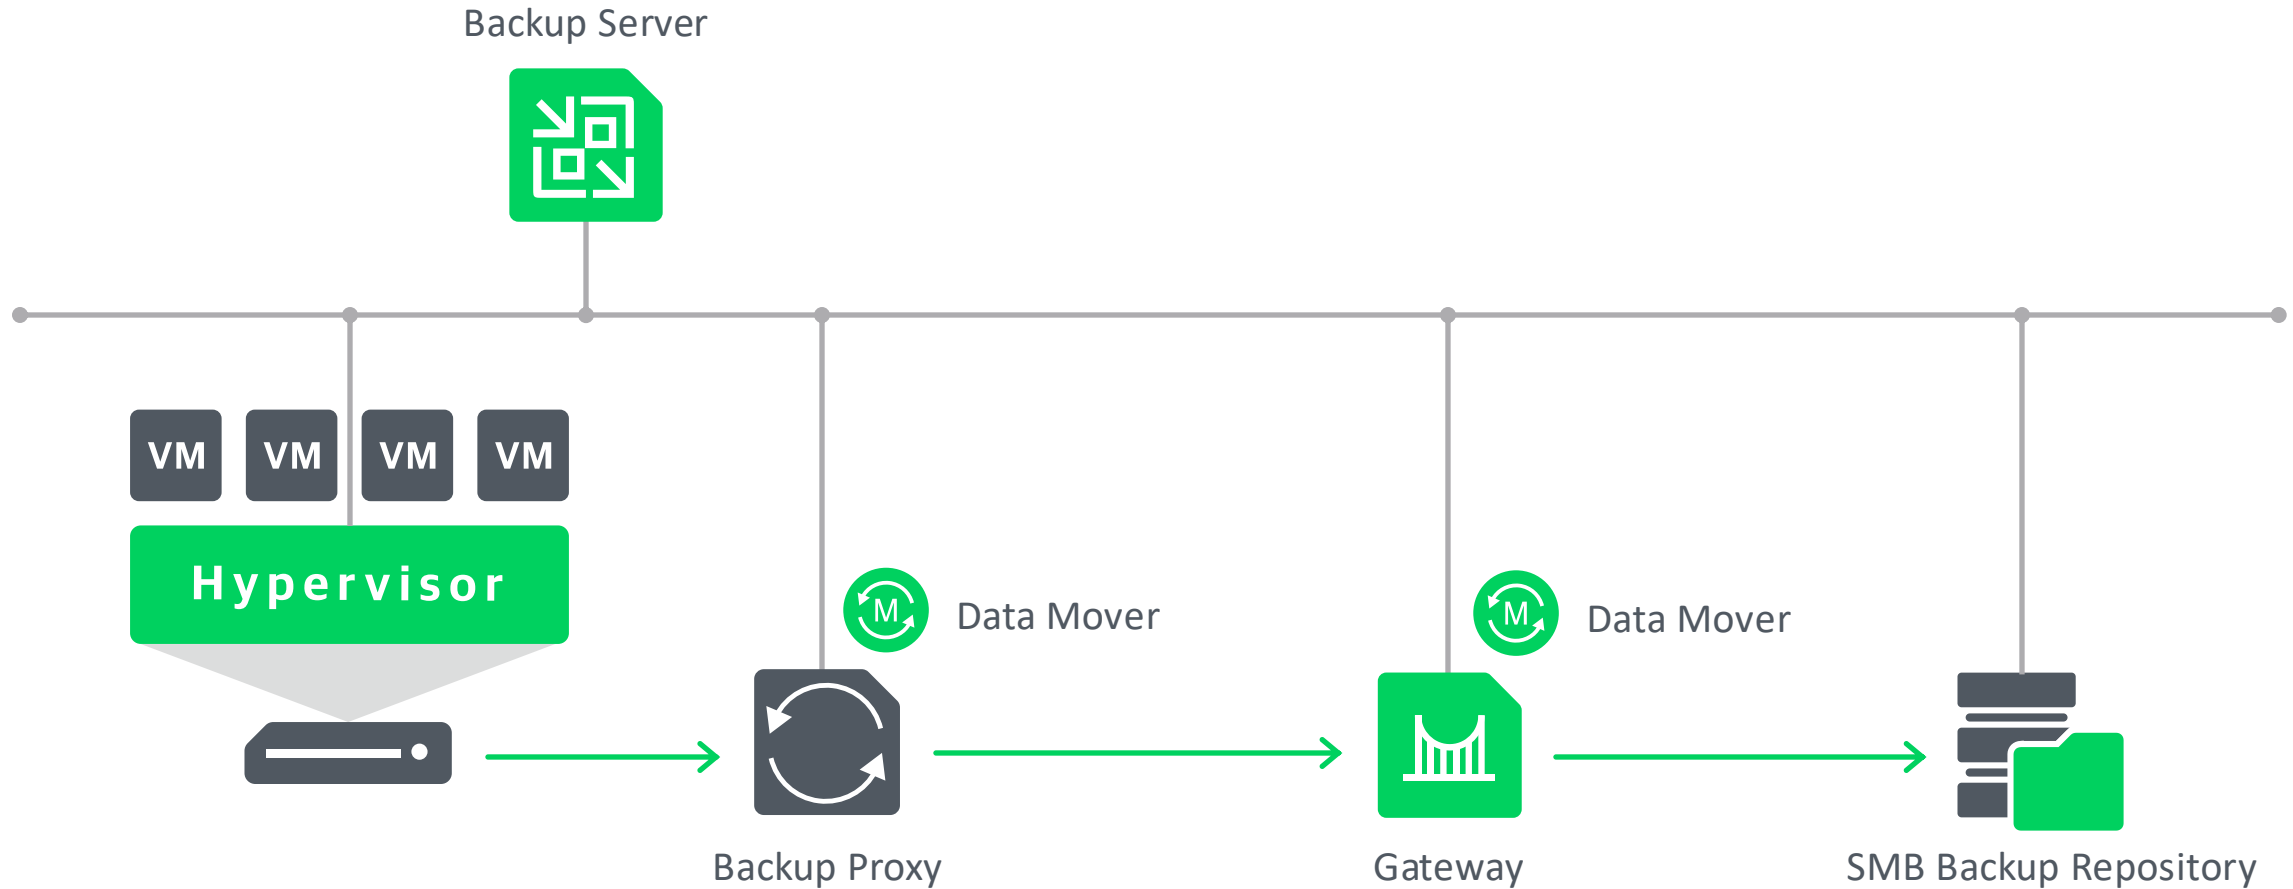 Backup Server
VM VM VM VM
Hypervisor
M Data Mover
M Data Mover
Backup Proxy
Gateway
SMB Backup Repository